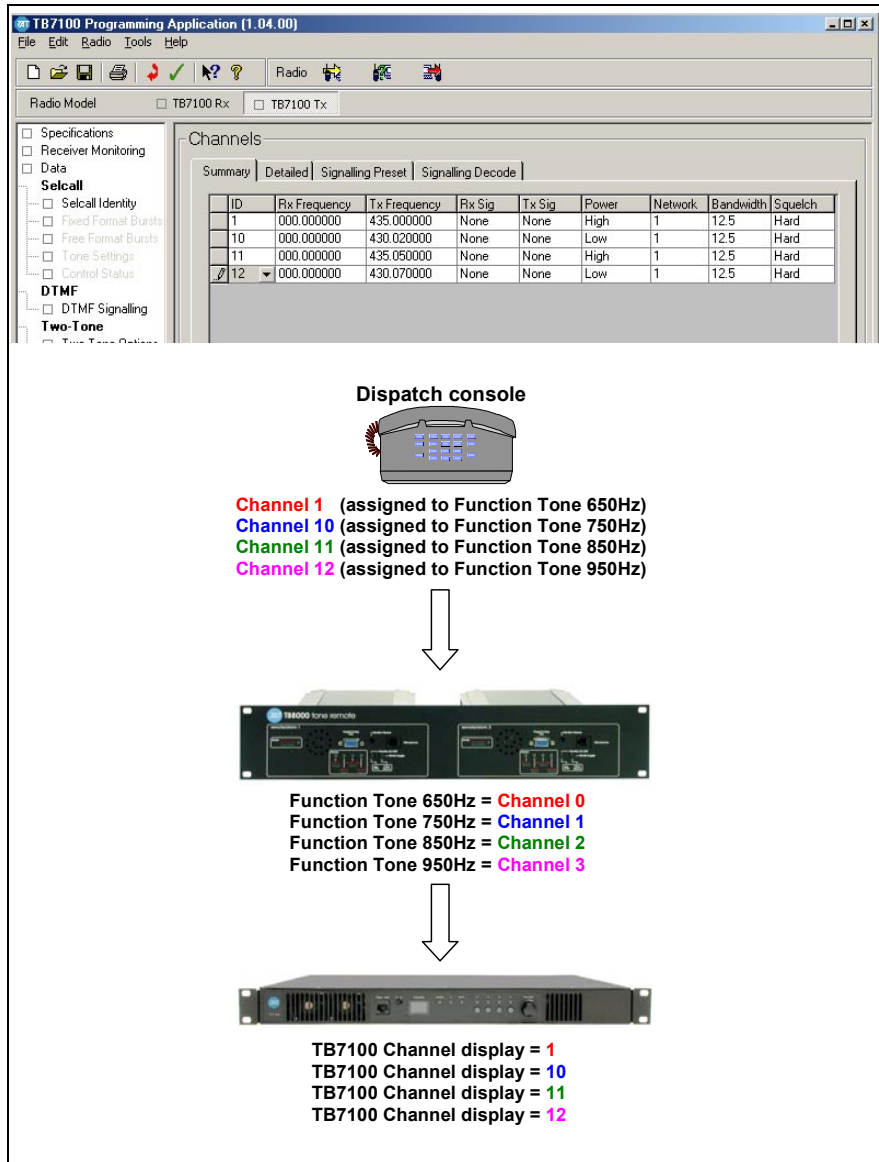 TB7100 Programming Application (1.04.00)
File Edit Radio Tools Help
Radio
Radio Model TB7100 Rx TB7100 Tx
Specifications
Receiver Monitoring
Data
Selcall
Selcall Identity
Fixed Format Bursts
Free Format Bursts
Tone Settings
Control Status
DTMF
DTMF Signalling
Two-Tone
Channels
Summary Detailed Signalling Preset Signalling Decode
ID Rx Frequency Tx Frequency Rx Sig Tx Sig Power Network Bandwidth Squelch
1 000.000000 435.000000 None None High 1 12.5 Hard
10 000.000000 430.020000 None None Low 1 12.5 Hard
11 000.000000 435.050000 None None High 1 12.5 Hard
12 000.000000 430.070000 None None Low 1 12.5 Hard
Dispatch console
Channel 1 (assigned to Function Tone 650Hz)
Channel 10 (assigned to Function Tone 750Hz)
Channel 11 (assigned to Function Tone 850Hz)
Channel 12 (assigned to Function Tone 950Hz)
TB8000 tone remote
Function Tone 650Hz = Channel 0
Function Tone 750Hz = Channel 1
Function Tone 850Hz = Channel 2
Function Tone 950Hz = Channel 3
TB7100 Channel display = 1
TB7100 Channel display = 10
TB7100 Channel display = 11
TB7100 Channel display = 12